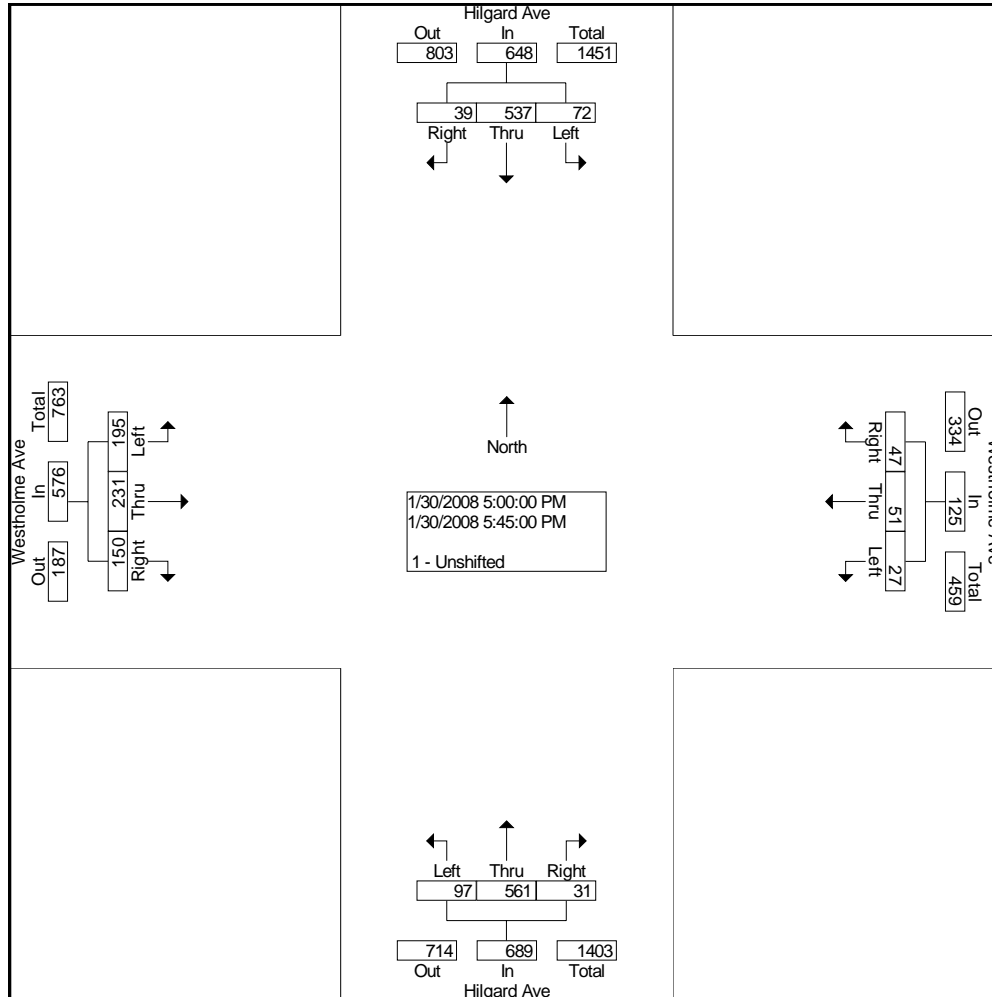 Hilgard Ave
Out In Total
803 648 1451
39 537 72
Right Thru Left
Total In Out
763 576 187
Westholme Ave
195 231 150
Left Thru Right
North
1/30/2008 5:00:00 PM
1/30/2008 5:45:00 PM
1 - Unshifted
Right Thru Left
47 51 27
Out In Total
334 125 459
Westholme Ave
Left Thru Right
97 561 31
714 689 1403
Out In Total
Hilgard Ave